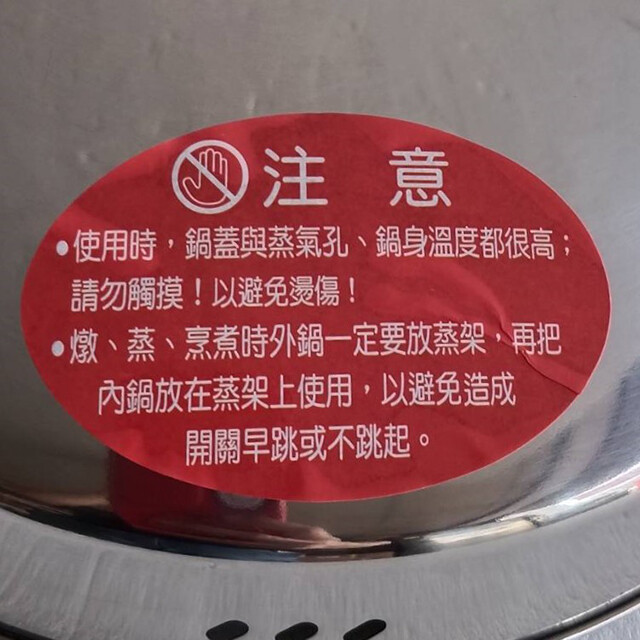 注意
•使用時，鍋蓋與蒸氣孔、鍋身溫度都很高；
請勿觸摸！以避免燙傷！
•燉、蒸、烹煮時外鍋一定要放蒸架，再把
內鍋放在蒸架上使用，以避免造成
開關早跳或不跳起。